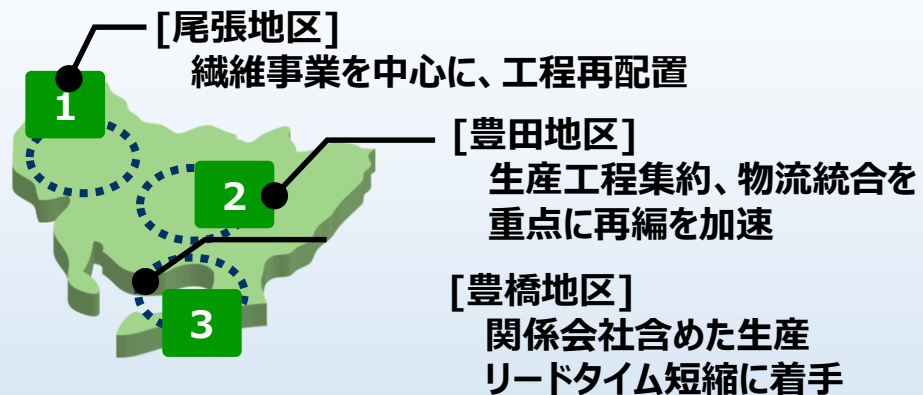 [尾張地区]
繊維事業を中心に、工程再配置
1
[豊田地区]
生産工程集約、物流統合を
重点に再編を加速
2
[豊橋地区]
関係会社含めた生産
リードタイム短縮に着手
3